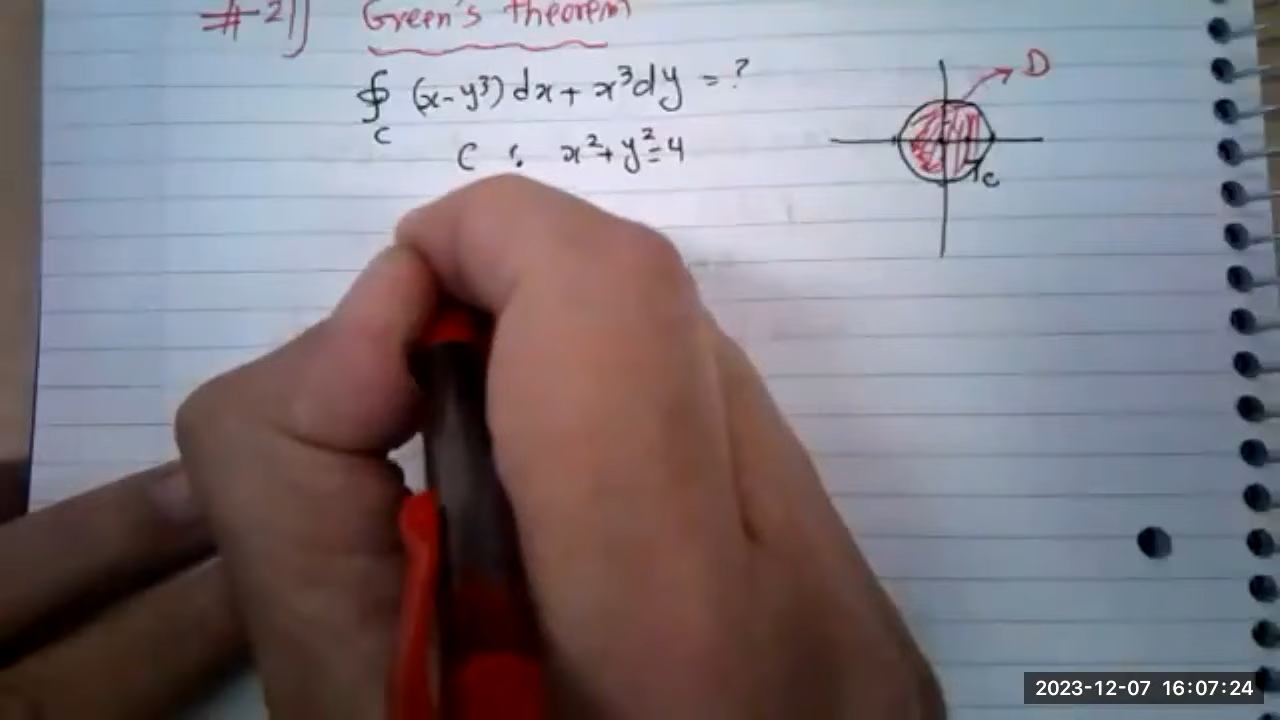 #2)) Green's theorem
∮ (x-y³) dx + x³dy = ?
C
C : x²+y²=4
D
C
2023-12-07 16:07:24